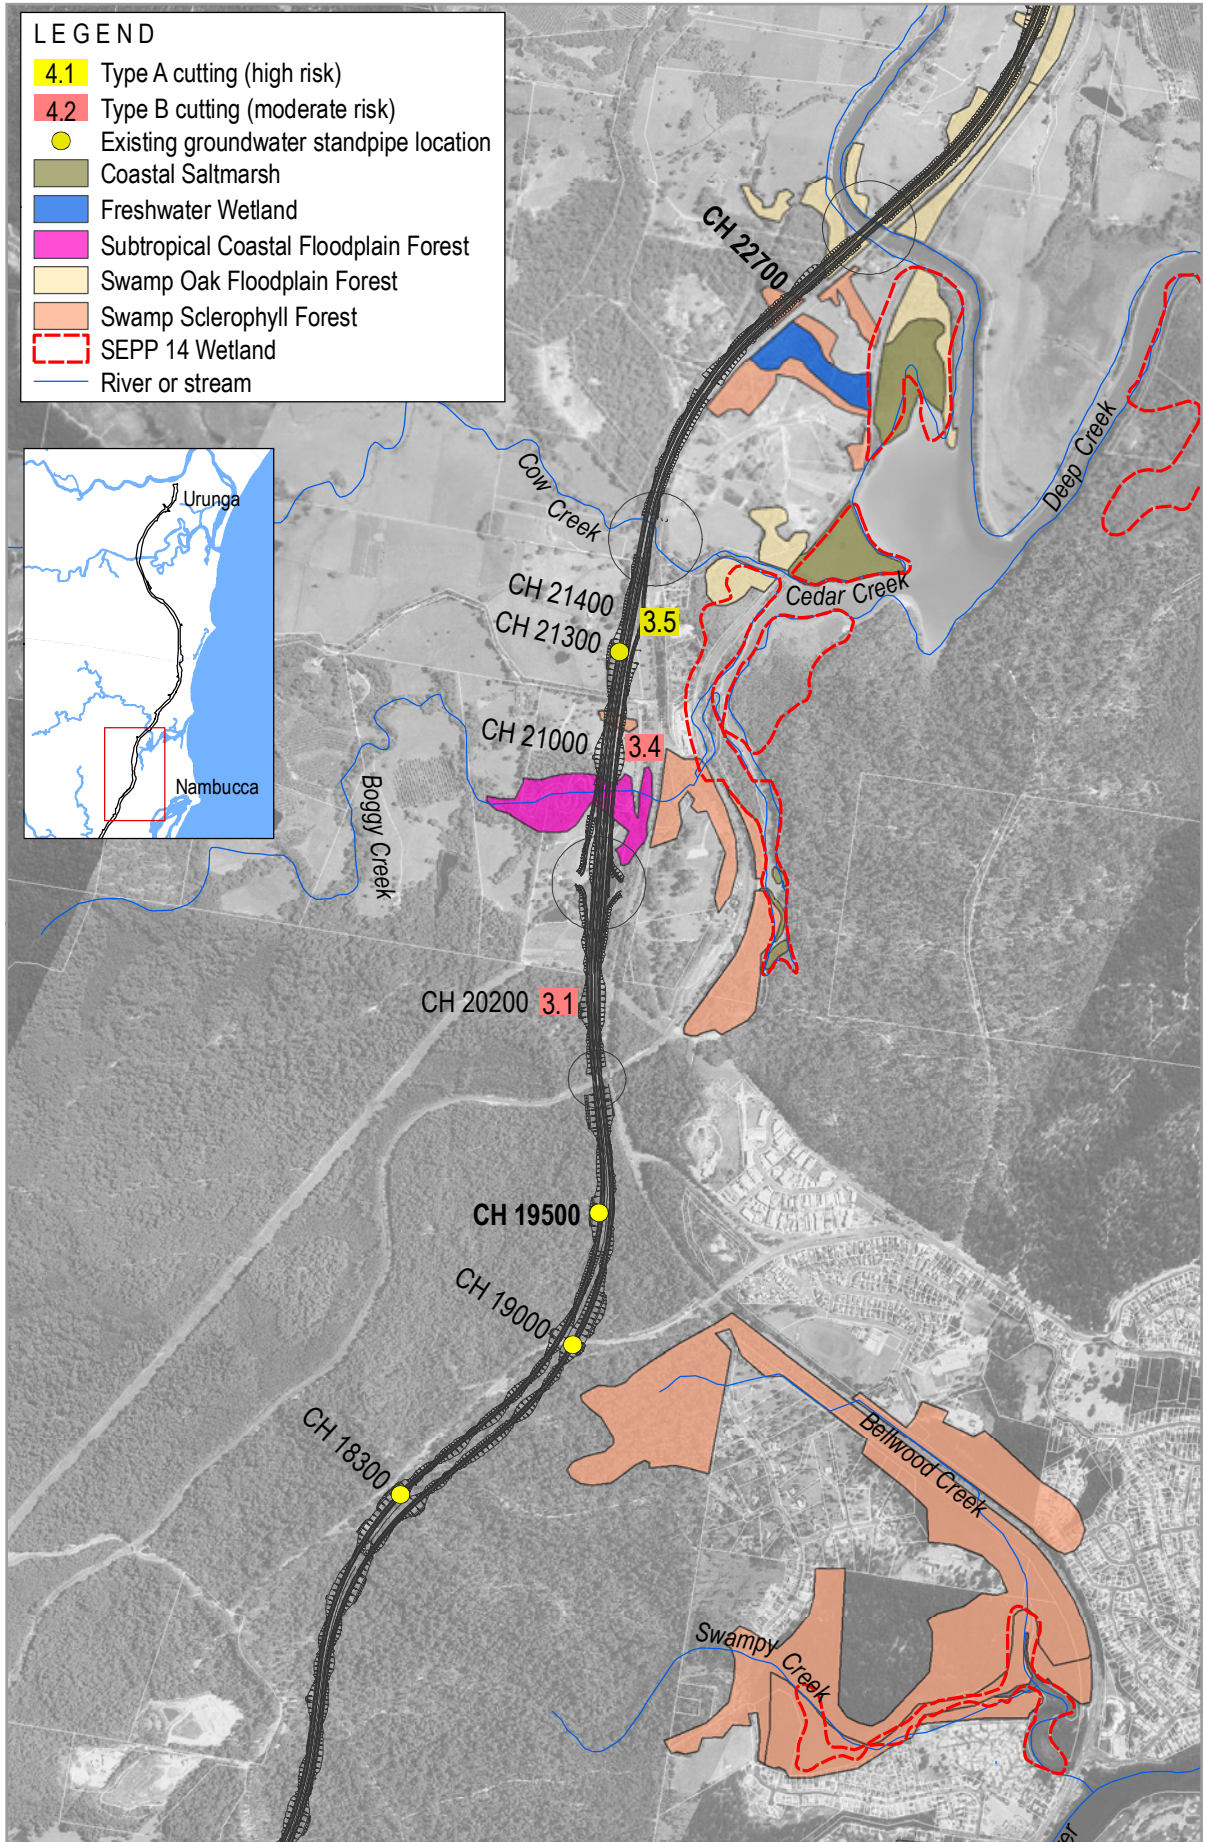 LEGEND
4.1 Type A cutting (high risk)
4.2 Type B cutting (moderate risk)
Existing groundwater standpipe location
Coastal Saltmarsh
Freshwater Wetland
Subtropical Coastal Floodplain Forest
Swamp Oak Floodplain Forest
Swamp Sclerophyll Forest
SEPP 14 Wetland
River or stream
Urunga
Nambucca
CH 22700
Cow Creek
Deep Creek
Cedar Creek
CH 21400
CH 21300
3.5
CH 21000
3.4
Boggy Creek
CH 20200 3.1
CH 19500
CH 19000
CH 18300
Bellwood Creek
Swampy Creek